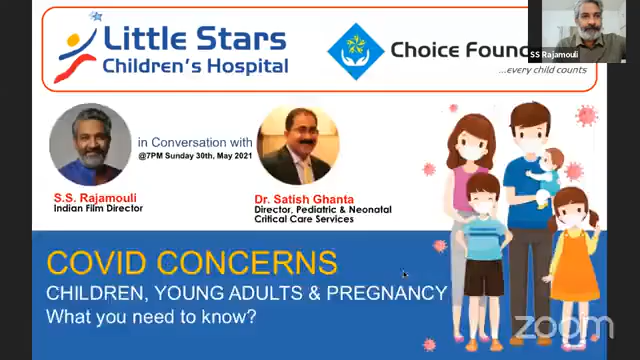 Little Stars
Children's Hospital
Choice Foun
...every child counts
SS Rajamouli
in Conversation with
@7PM Sunday 30th, May 2021
S.S. Rajamouli
Indian Film Director
Dr. Satish Ghanta
Director, Pediatric & Neonatal
Critical Care Services
COVID CONCERNS
CHILDREN, YOUNG ADULTS & PREGNANCY
What you need to know?
zoom